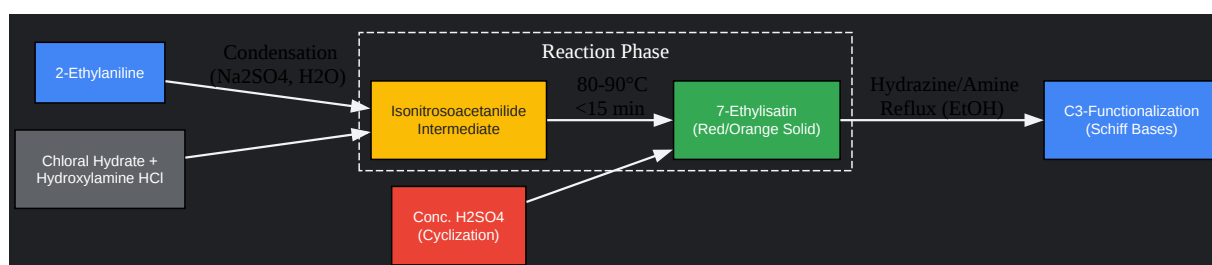 2-Ethylaniline
Chloral Hydrate +
Hydroxylamine HCl
Condensation
(Na2SO4, H2O)
Reaction Phase
Isonitrosoacetanilide
Intermediate
80-90°C
<15 min
7-Ethylisatin
(Red/Orange Solid)
Conc. H2SO4
(Cyclization)
Hydrazine/Amine
Reflux (EtOH)
C3-Functionalization
(Schiff Bases)